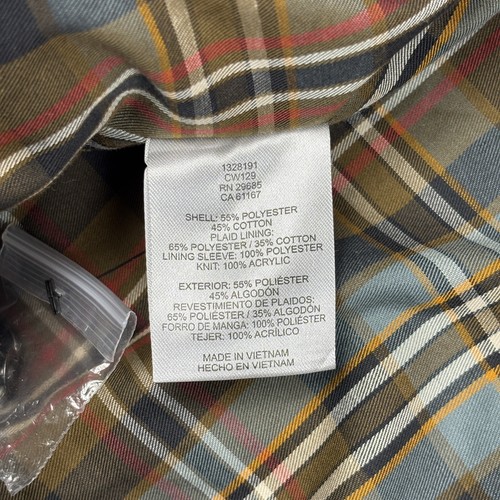 1328191
CW129
RN 29685
CA 61167
SHELL: 55% POLYESTER
45% COTTON
PLAID LINING:
65% POLYESTER / 35% COTTON
LINING SLEEVE: 100% POLYESTER
KNIT: 100% ACRYLIC
EXTERIOR: 55% POLIÉSTER
45% ALGODÓN
REVESTIMENTO DE PLAIDOS:
65% POLIÉSTER / 35% ALGODÓN
FORRO DE MANGA: 100% POLIÉSTER
TEJER: 100% ACRÍLICO
MADE IN VIETNAM
HECHO EN VIETNAM